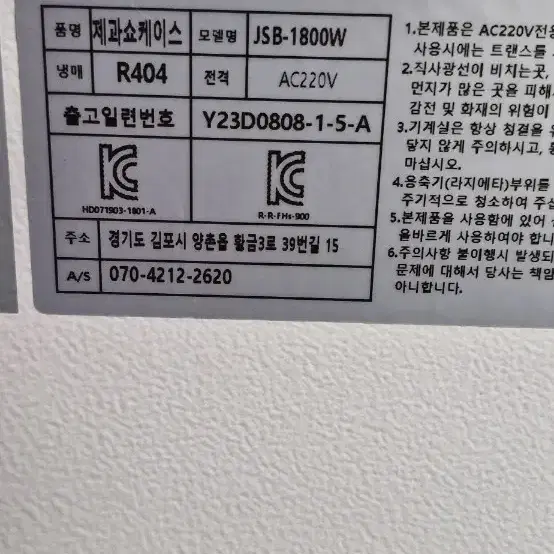 품명 제과쇼케이스 모델명 JSB-1800W
냉매 R404 전격 AC220V
출고일련번호 Y23D0808-1-5-A
HD071903-1801-A
R-R-FHs-900
주소 경기도 김포시 양촌읍 황금3로 39번길 15
A/S 070-4212-2620
1.본제품은 AC220V전용
사용시에는 트랜스를
2.직사광선이 비치는곳,
먼지가 많은 곳을 피해
감전 및 화재의 위험이
3.기계실은 항상 청결을
닿지 않게 주의하시고,
마십시오.
4.응축기(라지에타)부위를
주기적으로 청소하여 주십
5.본제품을 사용함에 있어
올바르게 사용하여야 합니
6.주의사항 불이행시 발생되
문제에 대해서 당사는 책임
아니합니다.